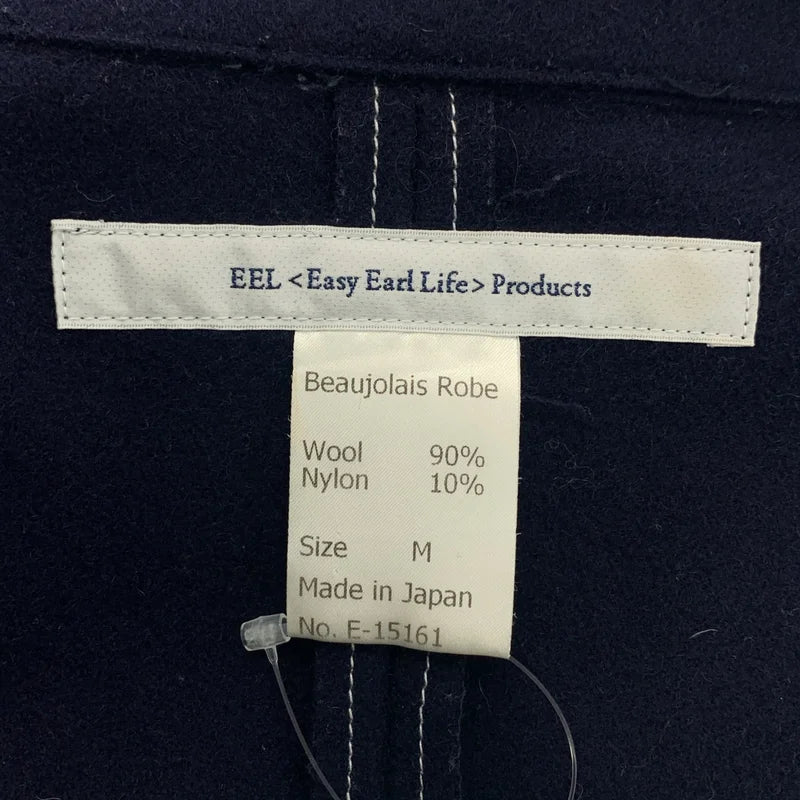 EEL <Easy Earl Life> Products
Beaujolais Robe
Wool 90%
Nylon 10%
Size M
Made in Japan
No. E-15161